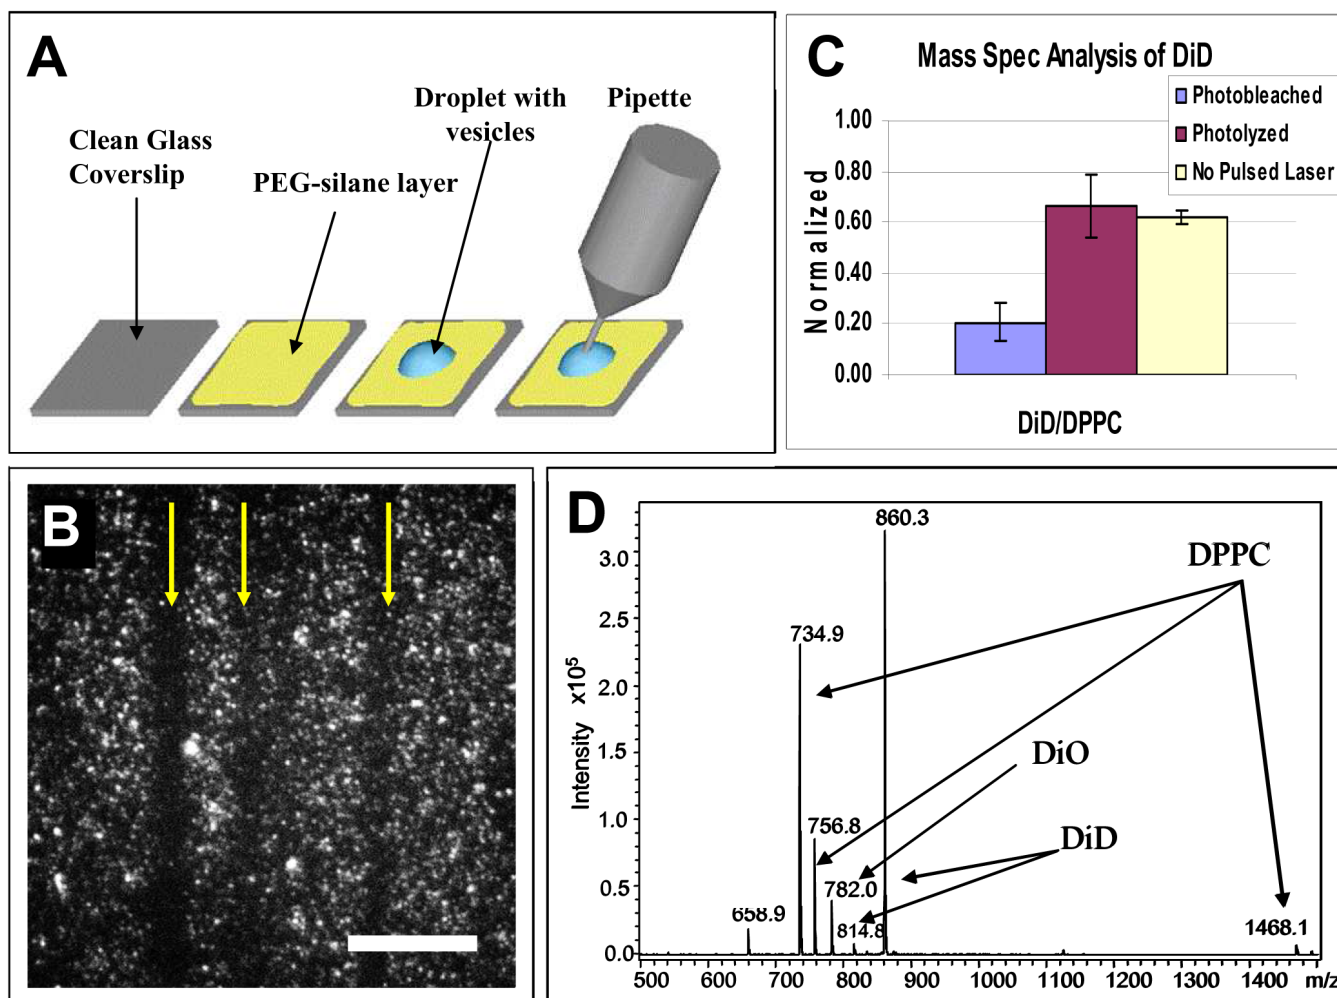 A
Clean Glass
Coverslip
PEG-silane layer
Droplet with
vesicles
Pipette
C
Mass Spec Analysis of DiD
Photobleached
Photolyzed
No Pulsed Laser
Normalized
1.00
0.80
0.60
0.40
0.20
0.00
DiD/DPPC
B
D
Intensity x10⁵
3.0
2.5
2.0
1.5
1.0
0.5
0.0
860.3
734.9
756.8
782.0
814.8
658.9
1468.1
DPPC
DiO
DiD
500 600 700 800 900 1000 1100 1200 1300 1400 m/z